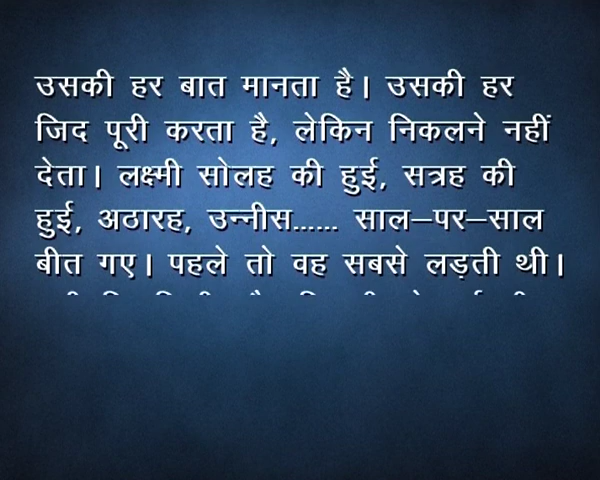 उसकी हर बात मानता है। उसकी हर
जिद पूरी करता है, लेकिन निकलने नहीं
देता। लक्ष्मी सोलह की हुई, सत्रह की
हुई, अठारह, उन्नीस...... साल–पर–साल
बीत गए। पहले तो वह सबसे लड़ती थी।